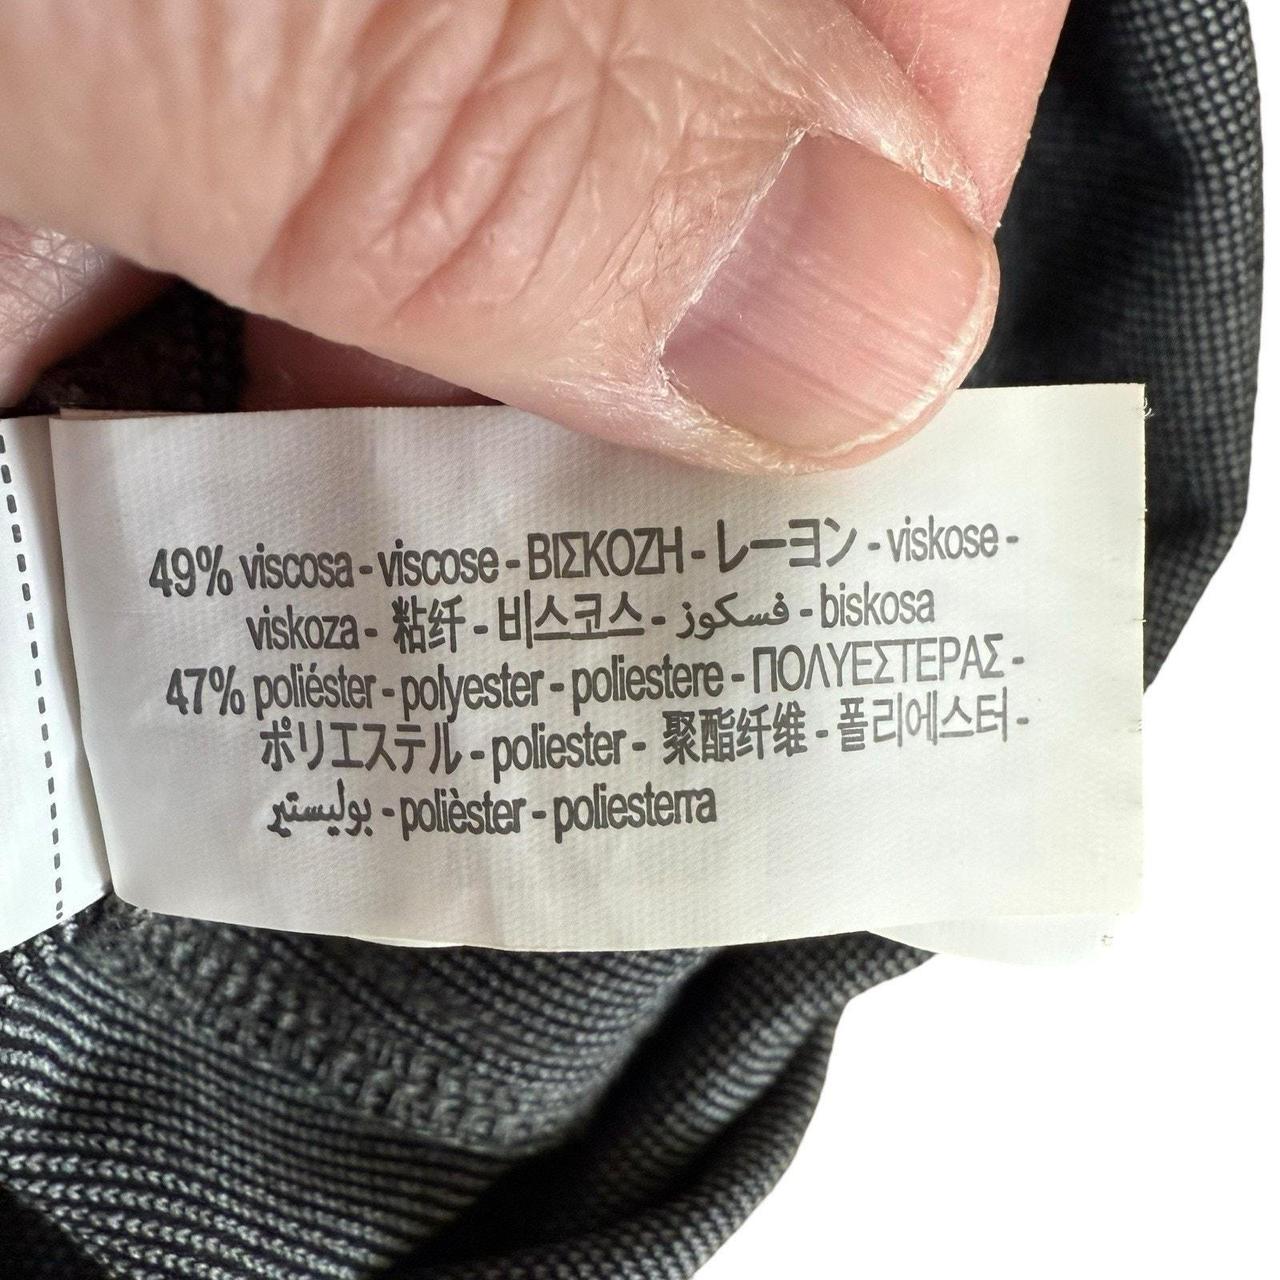 49% viscosa - viscose - ΒΙΣΚΟΖΗ - レーヨン - viskose -
viskoza - 粘纤 - 비스코스 - فسكوز - biskosa
47% poliéster - polyester - poliestere - ΠΟΛΥΕΣΤΕΡΑΣ -
ポリエステル - poliester - 聚酯纤维 - 폴리에스터 -
بوليستير - polièster - poliesterra